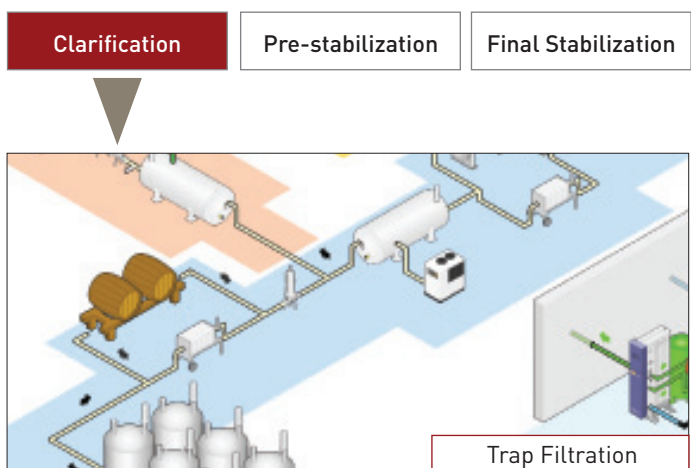 Clarification
Pre-stabilization
Final Stabilization
Trap Filtration